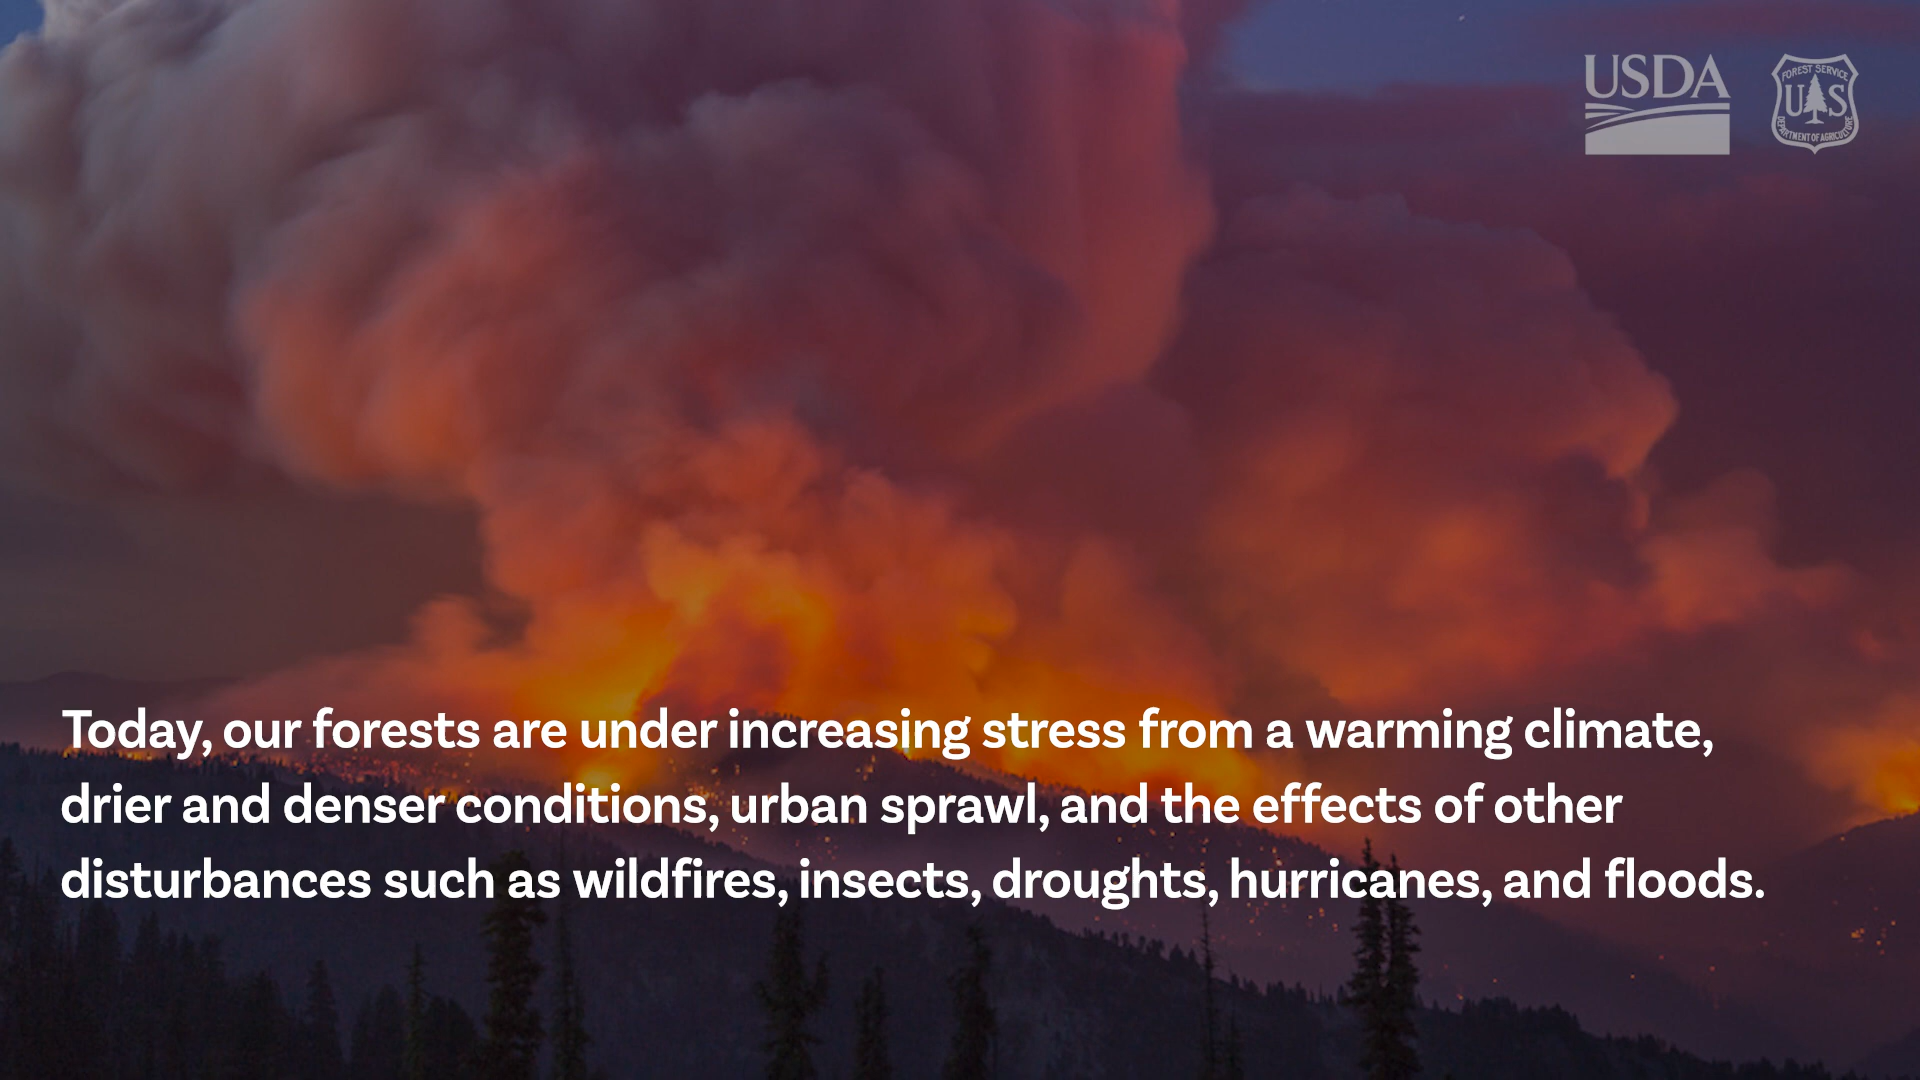 USDA
FOREST SERVICE
U S
DEPARTMENT OF AGRICULTURE
Today, our forests are under increasing stress from a warming climate,
drier and denser conditions, urban sprawl, and the effects of other
disturbances such as wildfires, insects, droughts, hurricanes, and floods.